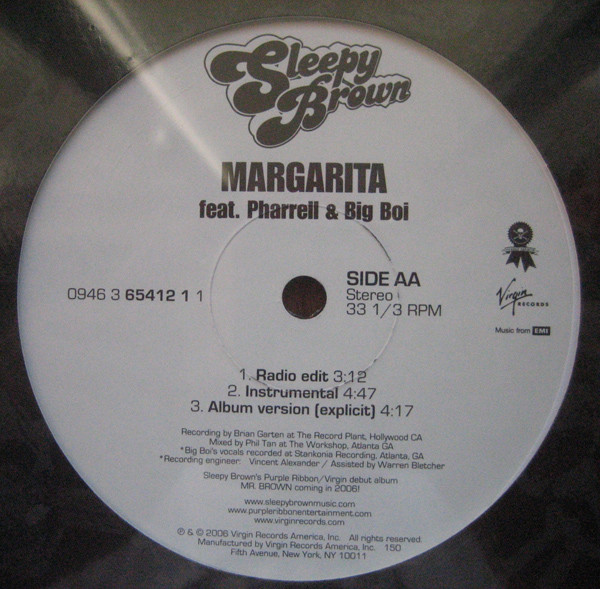 Sleepy
Brown
MARGARITA
feat. Pharrell & Big Boi
0946 3 65412 1 1
SIDE AA
Stereo
33 1/3 RPM
Virgin
RECORDS
Music from EMI
1. Radio edit 3:12
2. Instrumental 4:47
3. Album version (explicit) 4:17
Recording by Brian Garten at The Record Plant, Hollywood CA
Mixed by Phil Tan at The Workshop, Atlanta GA
*Big Boi's vocals recorded at Stankonia Recording, Atlanta, GA
*Recording engineer: Vincent Alexander / Assisted by Warren Bletcher
Sleepy Brown's Purple Ribbon/Virgin debut album
MR. BROWN coming in 2006!
www.sleepybrownmusic.com
www.purpleribbonentertainment.com
www.virginrecords.com
℗ & © 2006 Virgin Records America, Inc. All rights reserved.
Manufactured by Virgin Records America, Inc. 150
Fifth Avenue, New York, NY 10011